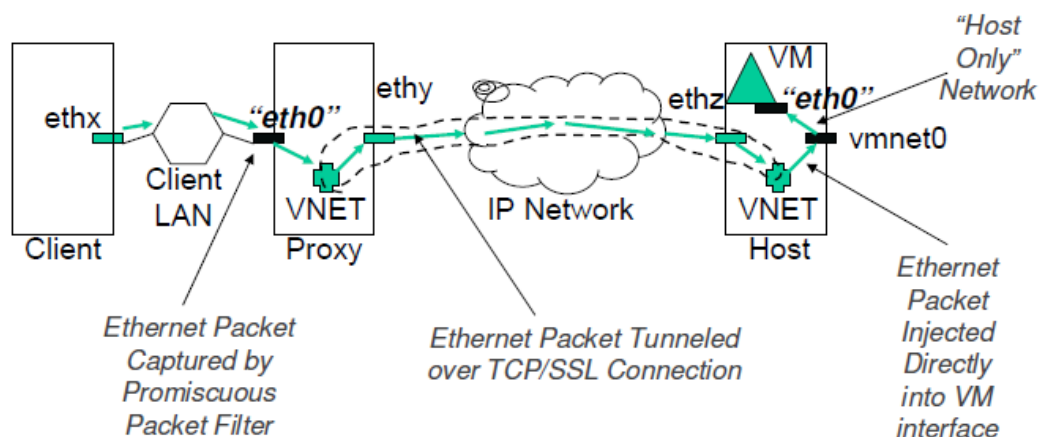 "Host
Only"
Network
VM
ethy
ethz
"eth0"
ethx
"eth0"
vmnet0
Client
LAN
VNET
IP Network
VNET
Client
Proxy
Host
Ethernet Packet
Captured by
Promiscuous
Packet Filter
Ethernet Packet Tunneled
over TCP/SSL Connection
Ethernet
Packet
Injected
Directly
into VM
interface